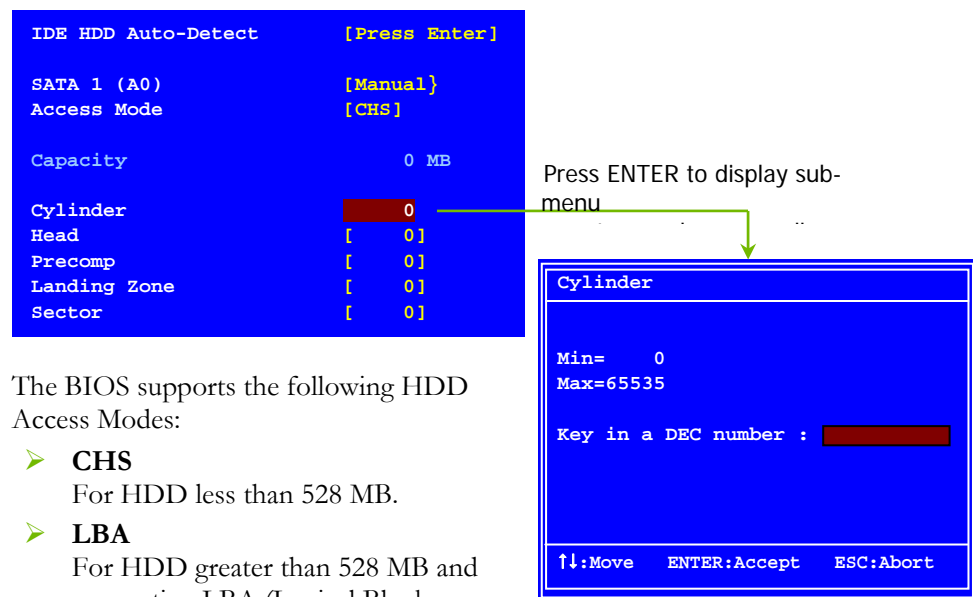 IDE HDD Auto-Detect [Press Enter]
SATA 1 (A0) [Manual}
Access Mode [CHS]
Capacity 0 MB
Cylinder 0
Head [ 0]
Precomp [ 0]
Landing Zone [ 0]
Sector [ 0]
Press ENTER to display sub-
menu
Cylinder
Min= 0
Max=65535
Key in a DEC number :
↑↓:Move ENTER:Accept ESC:Abort
The BIOS supports the following HDD
Access Modes:
➢ CHS
For HDD less than 528 MB.
➢ LBA
For HDD greater than 528 MB and